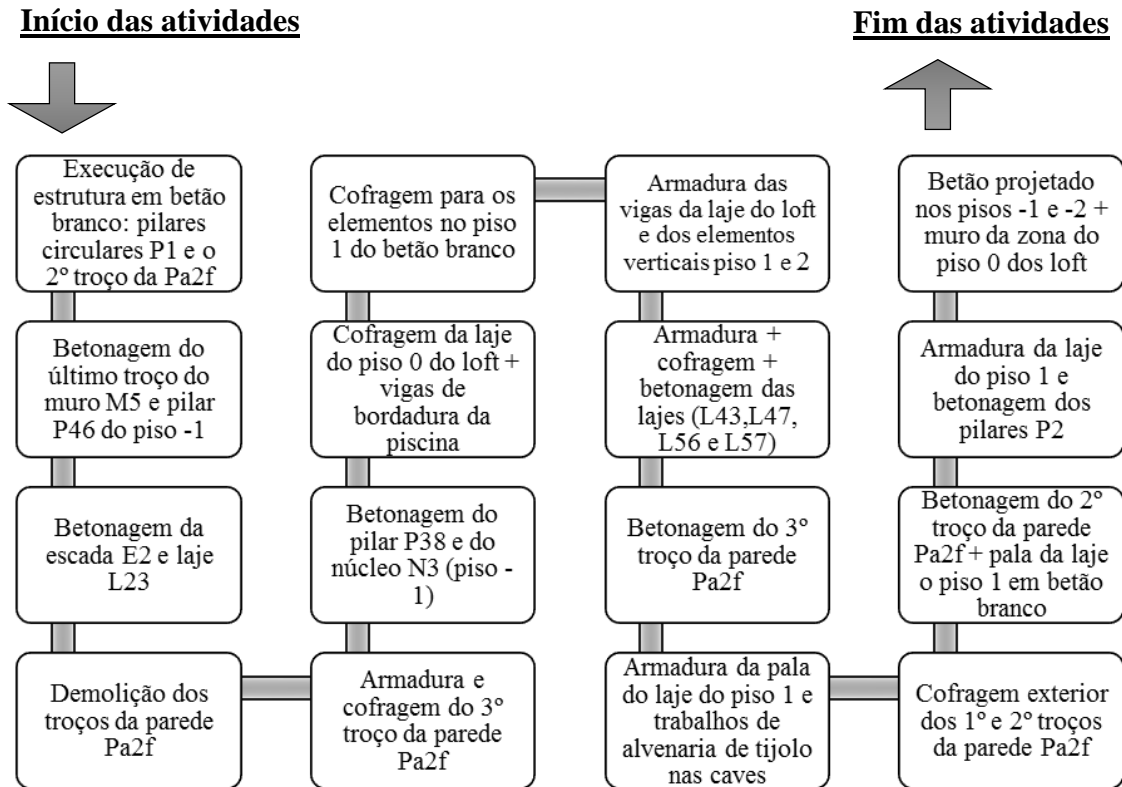 Início das atividades
Fim das atividades
Execução de
estrutura em betão
branco: pilares
circulares P1 e o
2º troço da Pa2f
Betonagem do
último troço do
muro M5 e pilar
P46 do piso -1
Betonagem da
escada E2 e laje
L23
Demolição dos
troços da parede
Pa2f
Armadura e
cofragem do 3º
troço da parede
Pa2f
Betonagem do
pilar P38 e do
núcleo N3 (piso -
1)
Cofragem da laje
do piso 0 do loft +
vigas de
bordadura da
piscina
Cofragem para os
elementos no piso
1 do betão branco
Armadura das
vigas da laje do loft
e dos elementos
verticais piso 1 e 2
Armadura +
cofragem +
betonagem das
lajes (L43,L47,
L56 e L57)
Betonagem do 3º
troço da parede
Pa2f
Armadura da pala
do laje do piso 1 e
trabalhos de
alvenaria de tijolo
nas caves
Cofragem exterior
dos 1º e 2º troços
da parede Pa2f
Betonagem do 2º
troço da parede
Pa2f + pala da laje
o piso 1 em betão
branco
Armadura da laje
do piso 1 e
betonagem dos
pilares P2
Betão projetado
nos pisos -1 e -2 +
muro da zona do
piso 0 dos loft